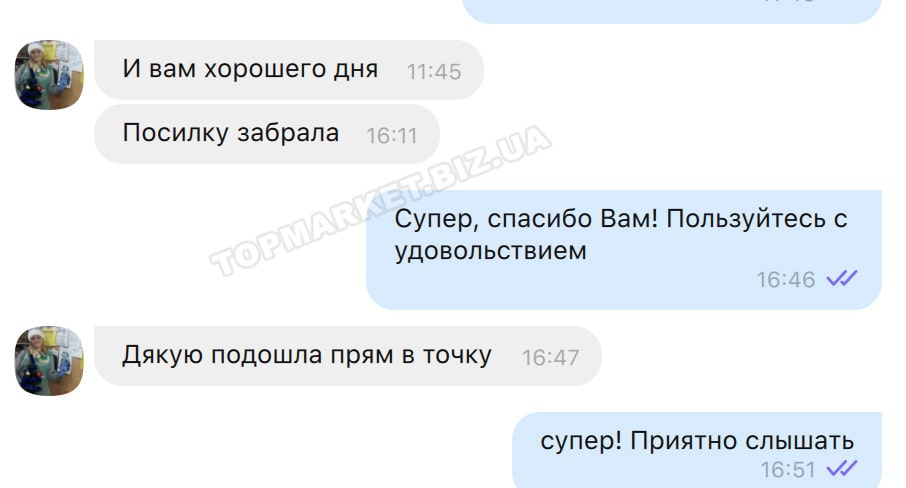 И вам хорошего дня 11:45
Посилку забрала 16:11
TOPMARKET.BIZ.UA
Супер, спасибо Вам! Пользуйтесь с
удовольствием
16:46
Дякую подошла прям в точку 16:47
супер! Приятно слышать
16:51